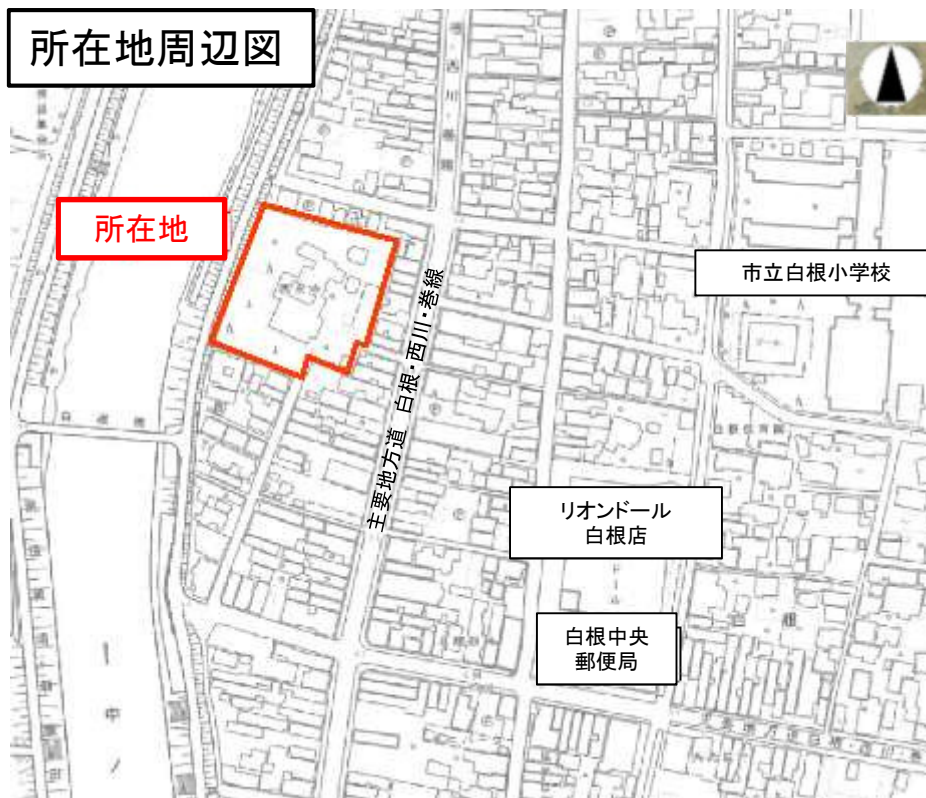 所在地周辺図
所在地
市立白根小学校
主要地方道 白根・西川・巻線
リオンドール
白根店
白根中央
郵便局
中